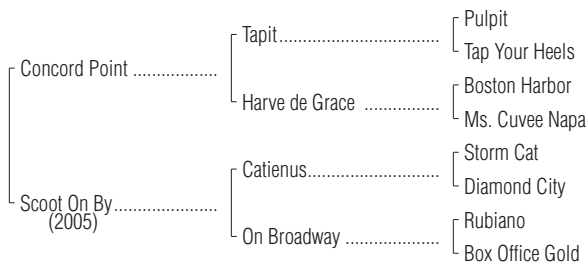 Pulpit
Tapit
Tap Your Heels
Concord Point
Boston Harbor
Harve de Grace
Ms. Cuvee Napa
Storm Cat
Catienus
Diamond City
Scoot On By
(2005)
Rubiano
On Broadway
Box Office Gold